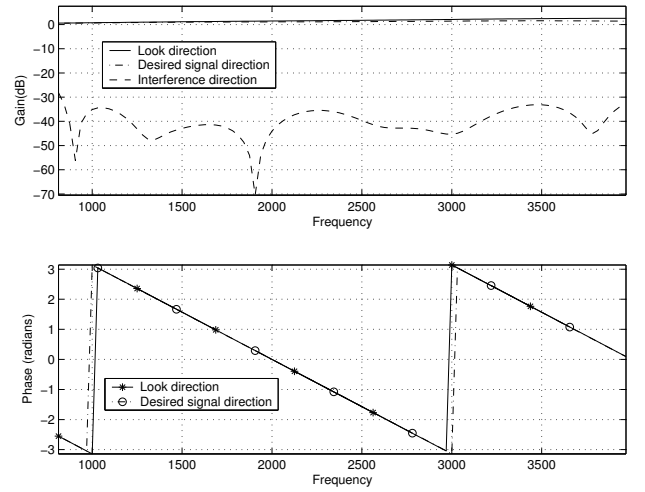 0
−10
−20
−30
−40
−50
−60
−70
Gain(dB)
Look direction
Desired signal direction
Interference direction
1000 1500 2000 2500 3000 3500
Frequency
3
2
1
0
−1
−2
−3
Phase (radians)
Look direction
Desired signal direction
1000 1500 2000 2500 3000 3500
Frequency